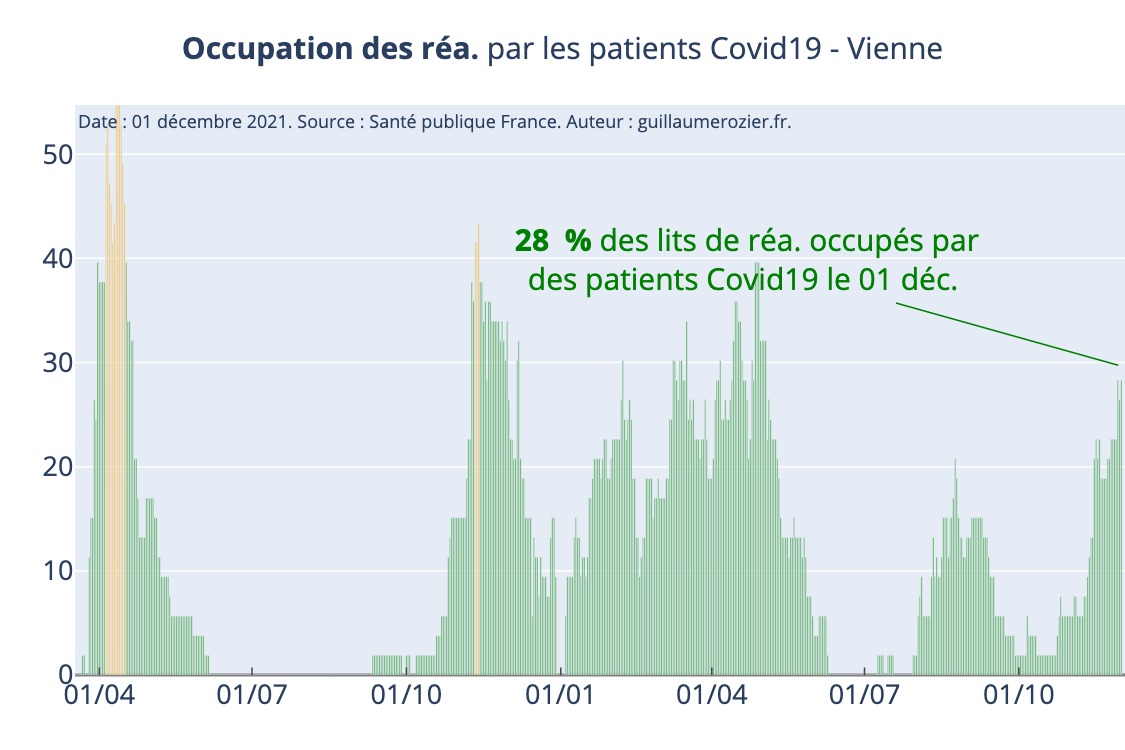 Occupation des réa. par les patients Covid19 - Vienne
Date : 01 décembre 2021. Source : Santé publique France. Auteur : guillaumerozier.fr.
50
28 % des lits de réa. occupés par
40
des patients Covid19 le 01 déc.
30
20
10
0
01/04 01/07 01/10 01/01 01/04 01/07 01/10